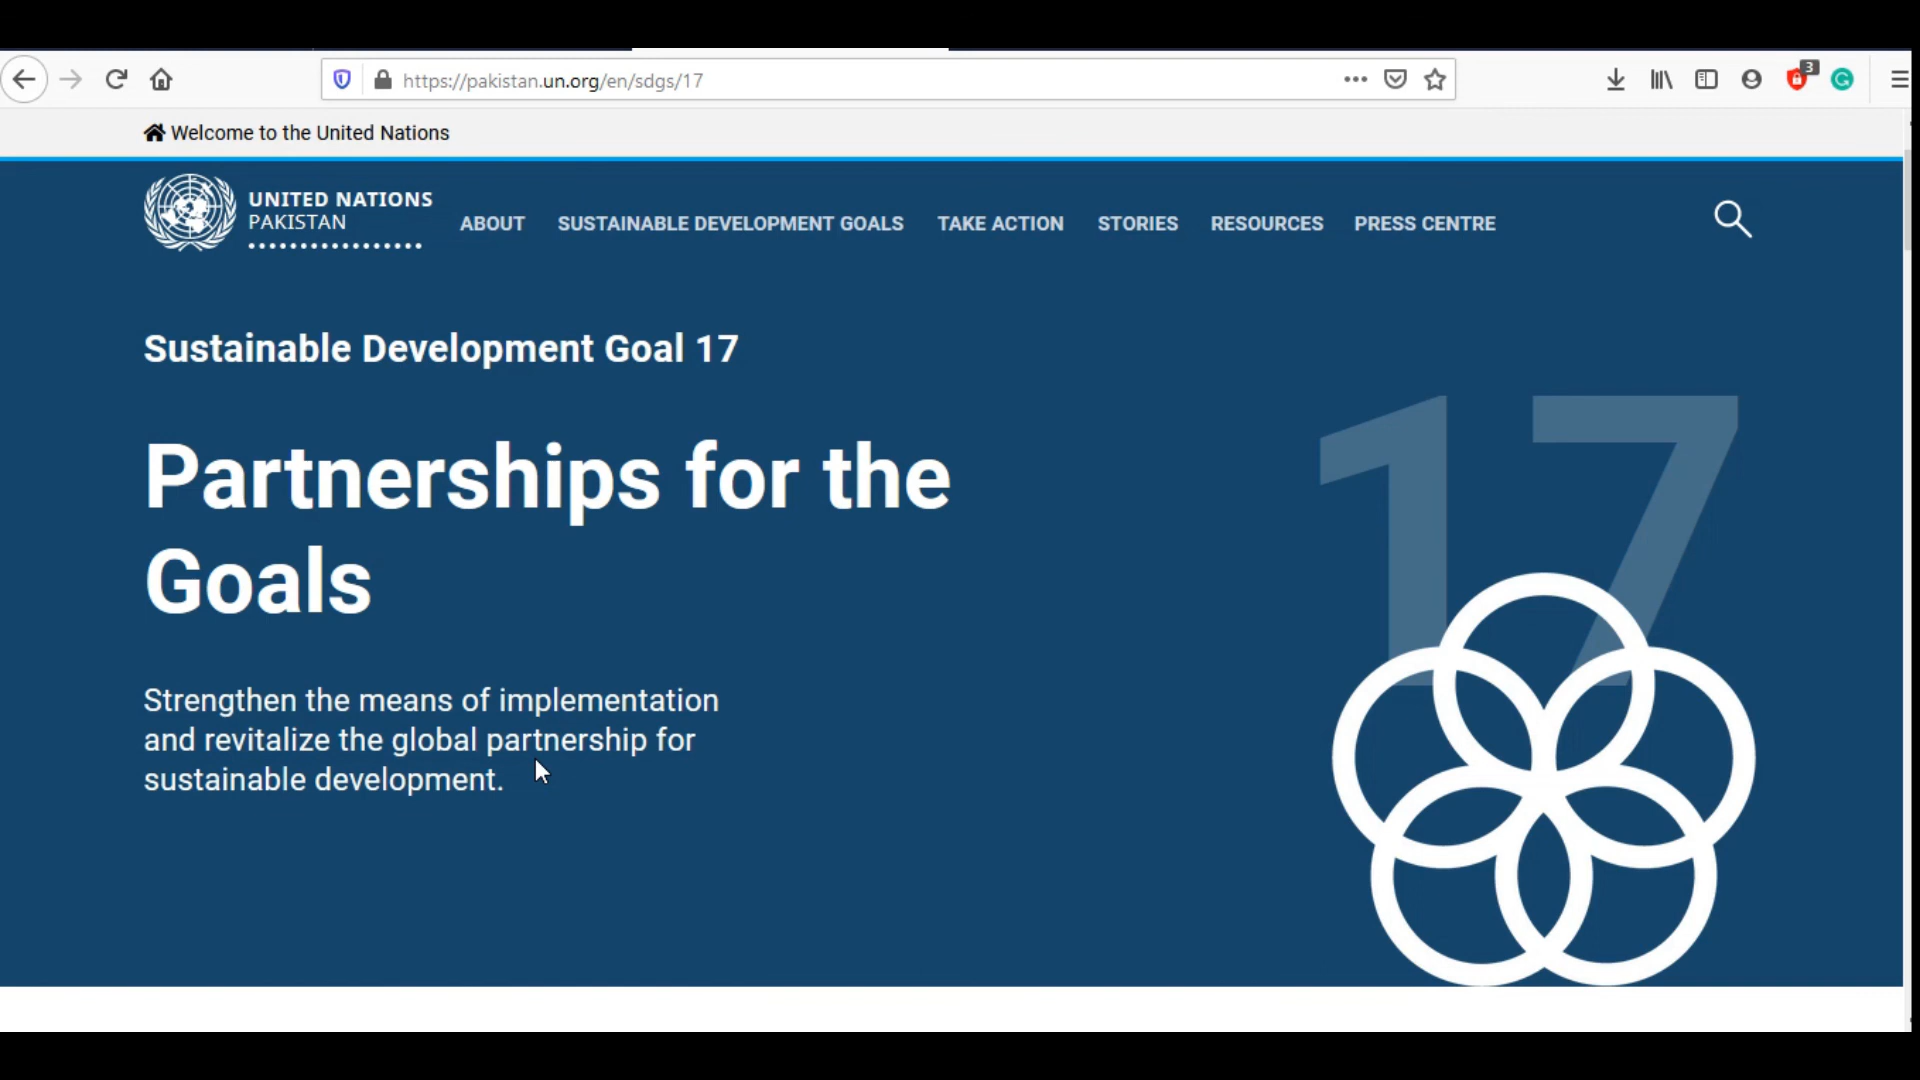 https://pakistan.un.org/en/sdgs/17
3
Welcome to the United Nations
UNITED NATIONS
PAKISTAN
ABOUT
SUSTAINABLE DEVELOPMENT GOALS
TAKE ACTION
STORIES
RESOURCES
PRESS CENTRE
Sustainable Development Goal 17
Partnerships for the
Goals
17
Strengthen the means of implementation
and revitalize the global partnership for
sustainable development.